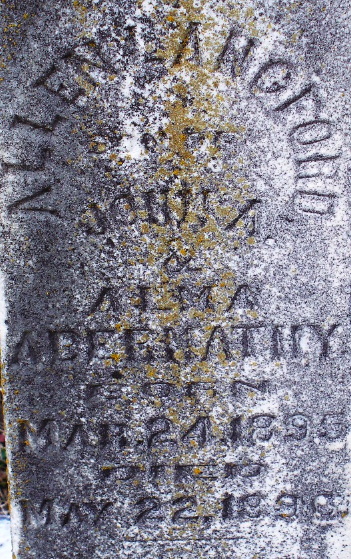 ALLEN LANGFORD
SON OF
JOHN A
&
ALMA
ABERNATHY.
BORN
MAR. 24, 1895
DIED
MAY 22, 1896.